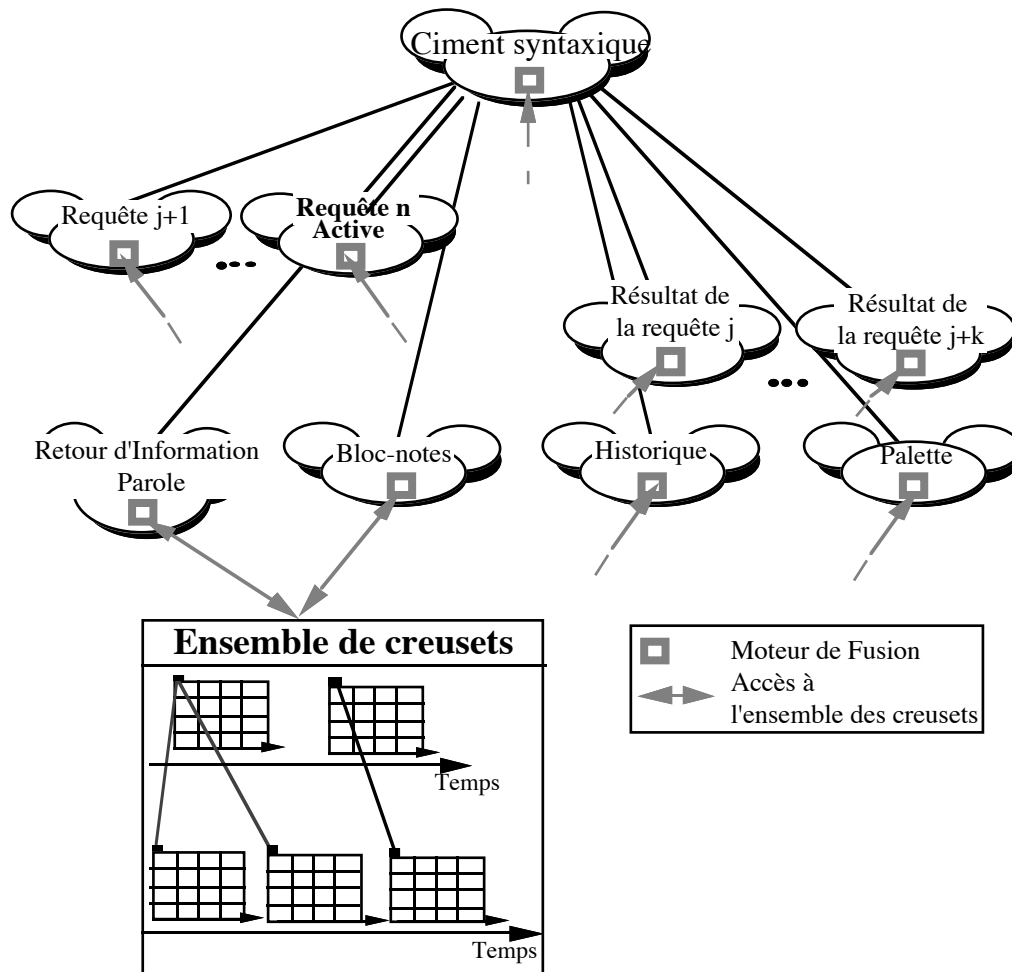 Ciment syntaxique
Requête j+1
Requête n
Active
Résultat de
la requête j
Résultat de
la requête j+k
Retour d'Information
Parole
Bloc-notes
Historique
Palette
Ensemble de creusets
Temps
Temps
Moteur de Fusion
Accès à
l'ensemble des creusets